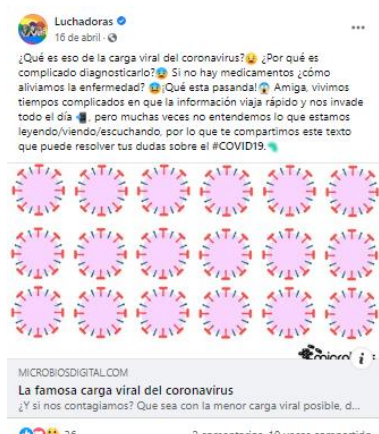 Luchadoras
16 de abril ·
¿Qué es eso de la carga viral del coronavirus?😉 ¿Por qué es
complicado diagnosticarlo?😰 Si no hay medicamentos ¿cómo
aliviamos la enfermedad? 😨¡Qué esta pasanda!😱 Amiga, vivimos
tiempos complicados en que la información viaja rápido y nos invade
todo el día 📲, pero muchas veces no entendemos lo que estamos
leyendo/viendo/escuchando, por lo que te compartimos este texto
que puede resolver tus dudas sobre el #COVID19.🦠
MICROBIOSDIGITAL.COM
La famosa carga viral del coronavirus
¿Y si nos contagiamos? Que sea con la menor carga viral posible, d...